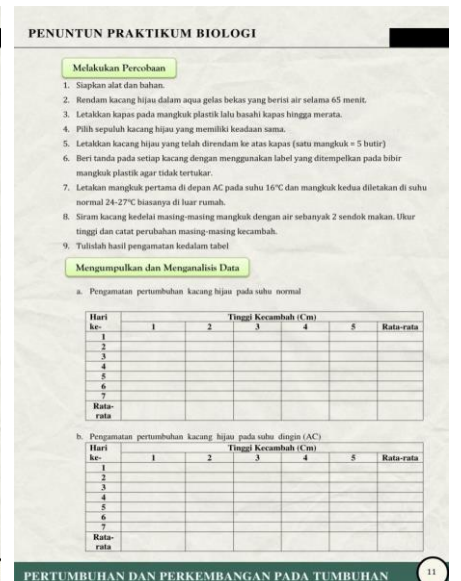 PENUNTUN PRAKTIKUM BIOLOGI
Melakukan Percobaan
1. Siapkan alat dan bahan.
2. Rendam kacang hijau dalam aqua gelas bekas yang berisi air selama 65 menit.
3. Letakkan kapas pada mangkuk plastik lalu basahi kapas hingga merata.
4. Pilih sepuluh kacang hijau yang memiliki keadaan sama.
5. Letakkan kacang hijau yang telah direndam ke atas kapas (satu mangkuk = 5 butir)
6. Beri tanda pada setiap kacang dengan menggunakan label yang ditempelkan pada bibir
mangkuk plastik agar tidak tertukar.
7. Letakan mangkuk pertama di depan AC pada suhu 16°C dan mangkuk kedua diletakan di suhu
normal 24-27°C biasanya di luar rumah.
8. Siram kacang kedelai masing-masing mangkuk dengan air sebanyak 2 sendok makan. Ukur
tinggi dan catat perubahan masing-masing kecambah.
9. Tulislah hasil pengamatan kedalam tabel
Mengumpulkan dan Menganalisis Data
a. Pengamatan pertumbuhan kacang hijau pada suhu normal
Hari Tinggi Kecambah (Cm)
ke- 1 2 3 4 5 Rata-rata
1
2
3
4
5
6
7
Rata-
rata
b. Pengamatan pertumbuhan kacang hijau pada suhu dingin (AC)
Hari Tinggi Kecambah (Cm)
ke- 1 2 3 4 5 Rata-rata
1
2
3
4
5
6
7
Rata-
rata
PERTUMBUHAN DAN PERKEMBANGAN PADA TUMBUHAN 11